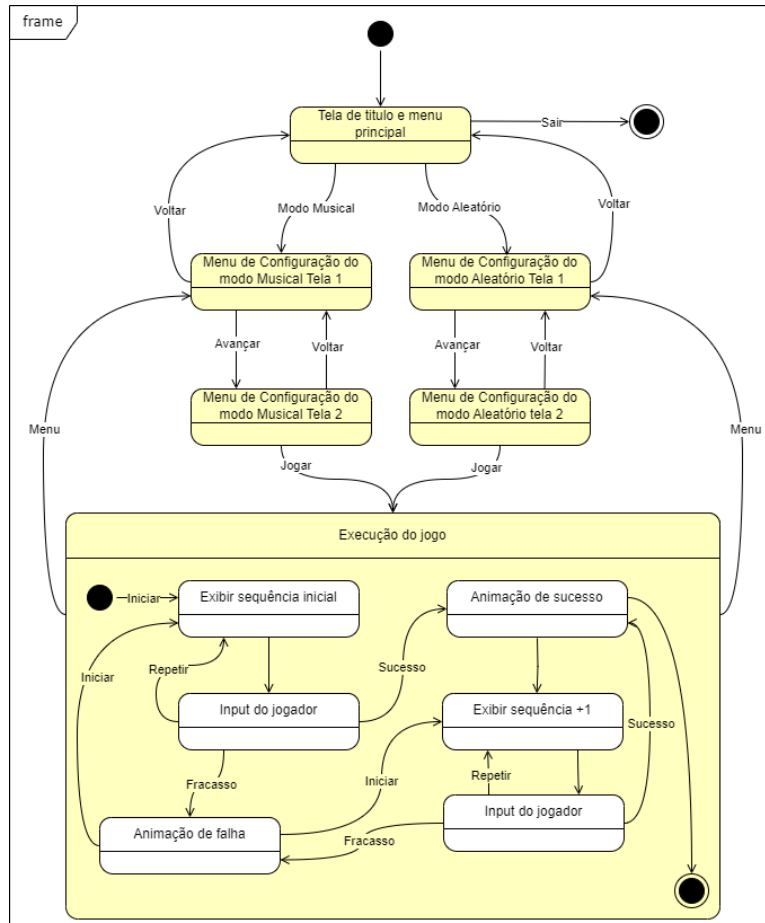 frame
Tela de titulo e menu
principal
Sair
Voltar
Modo Musical
Modo Aleatório
Voltar
Menu de Configuração do
modo Musical Tela 1
Menu de Configuração do
modo Aleatório Tela 1
Avançar
Voltar
Avançar
Voltar
Menu de Configuração do
modo Musical Tela 2
Menu de Configuração do
modo Aleatório tela 2
Menu
Menu
Jogar
Jogar
Execução do jogo
Iniciar
Exibir sequência inicial
Animação de sucesso
Repetir
Sucesso
Iniciar
Input do jogador
Exibir sequência +1
Sucesso
Fracasso
Iniciar
Repetir
Animação de falha
Fracasso
Input do jogador